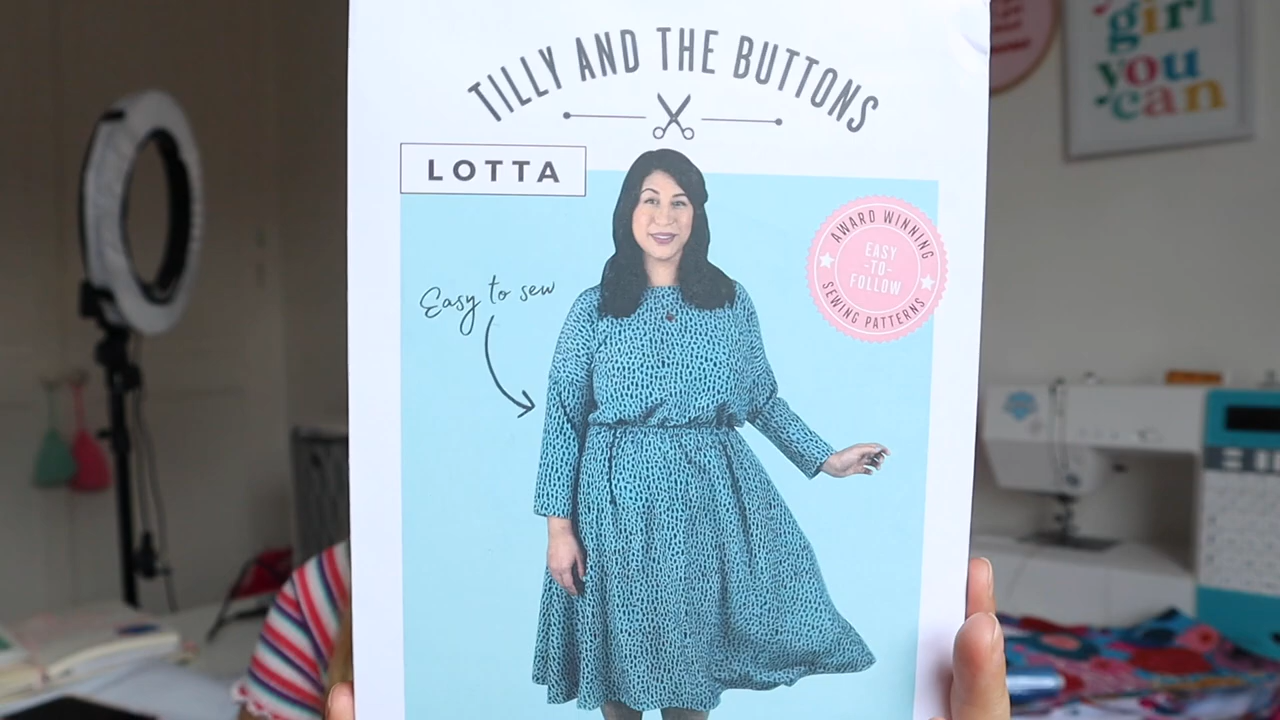 TILLY AND THE BUTTONS
LOTTA
Easy to sew
AWARD WINNING
EASY
-TO-
FOLLOW
SEWING PATTERNS
girl
you
can